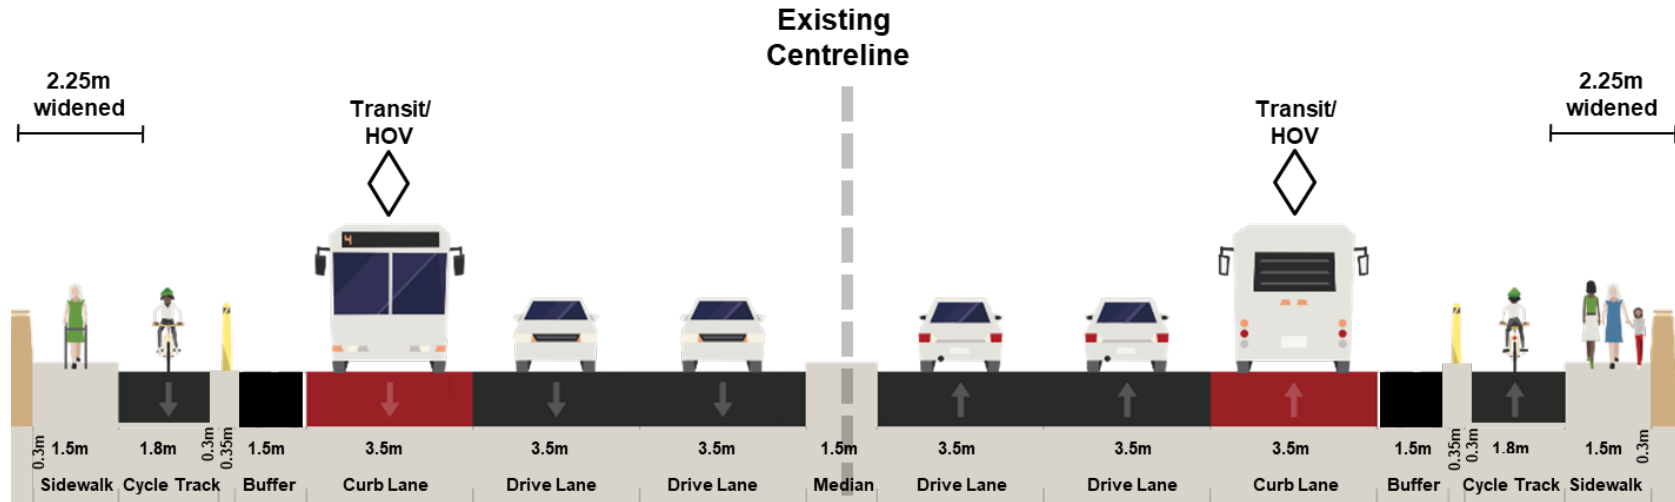 Existing
Centreline
2.25m
widened
2.25m
widened
Transit/
HOV
Transit/
HOV
4
0.3m
1.5m
1.8m
0.3m
0.35m
1.5m
3.5m
3.5m
3.5m
1.5m
3.5m
3.5m
3.5m
1.5m
0.35m
0.3m
1.8m
1.5m
0.3m
Sidewalk
Cycle Track
Buffer
Curb Lane
Drive Lane
Drive Lane
Median
Drive Lane
Drive Lane
Curb Lane
Buffer
Cycle Track
Sidewalk